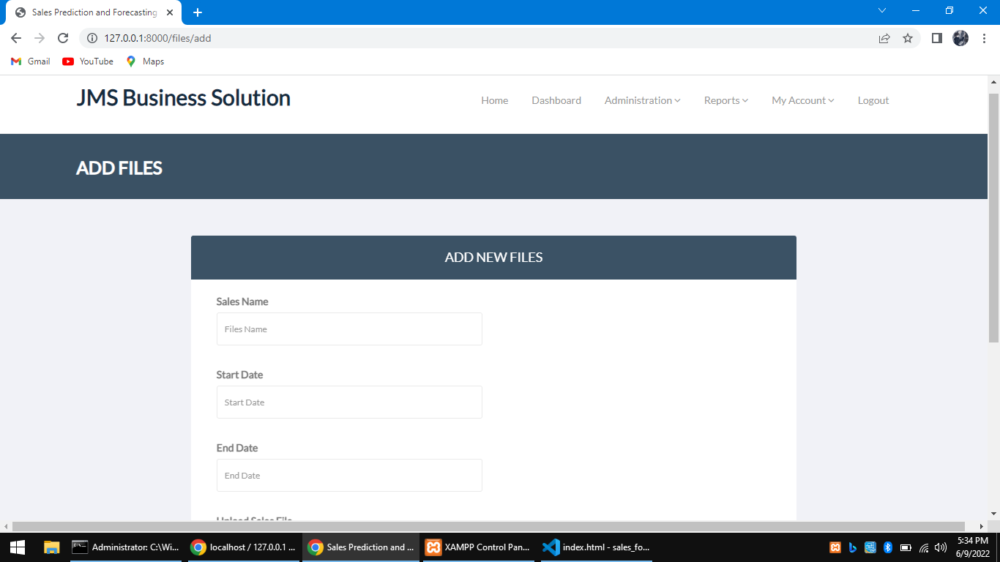 Sales Prediction and Forecasting
127.0.0.1:8000/files/add
Gmail YouTube Maps
JMS Business Solution
Home Dashboard Administration Reports My Account Logout
ADD FILES
ADD NEW FILES
Sales Name
Files Name
Start Date
Start Date
End Date
End Date
Upload Sales File
Administrator: C:\Wi... localhost / 127.0.0.1 ... Sales Prediction and ... XAMPP Control Pan... index.html - sales_fo...
5:34 PM
6/9/2022